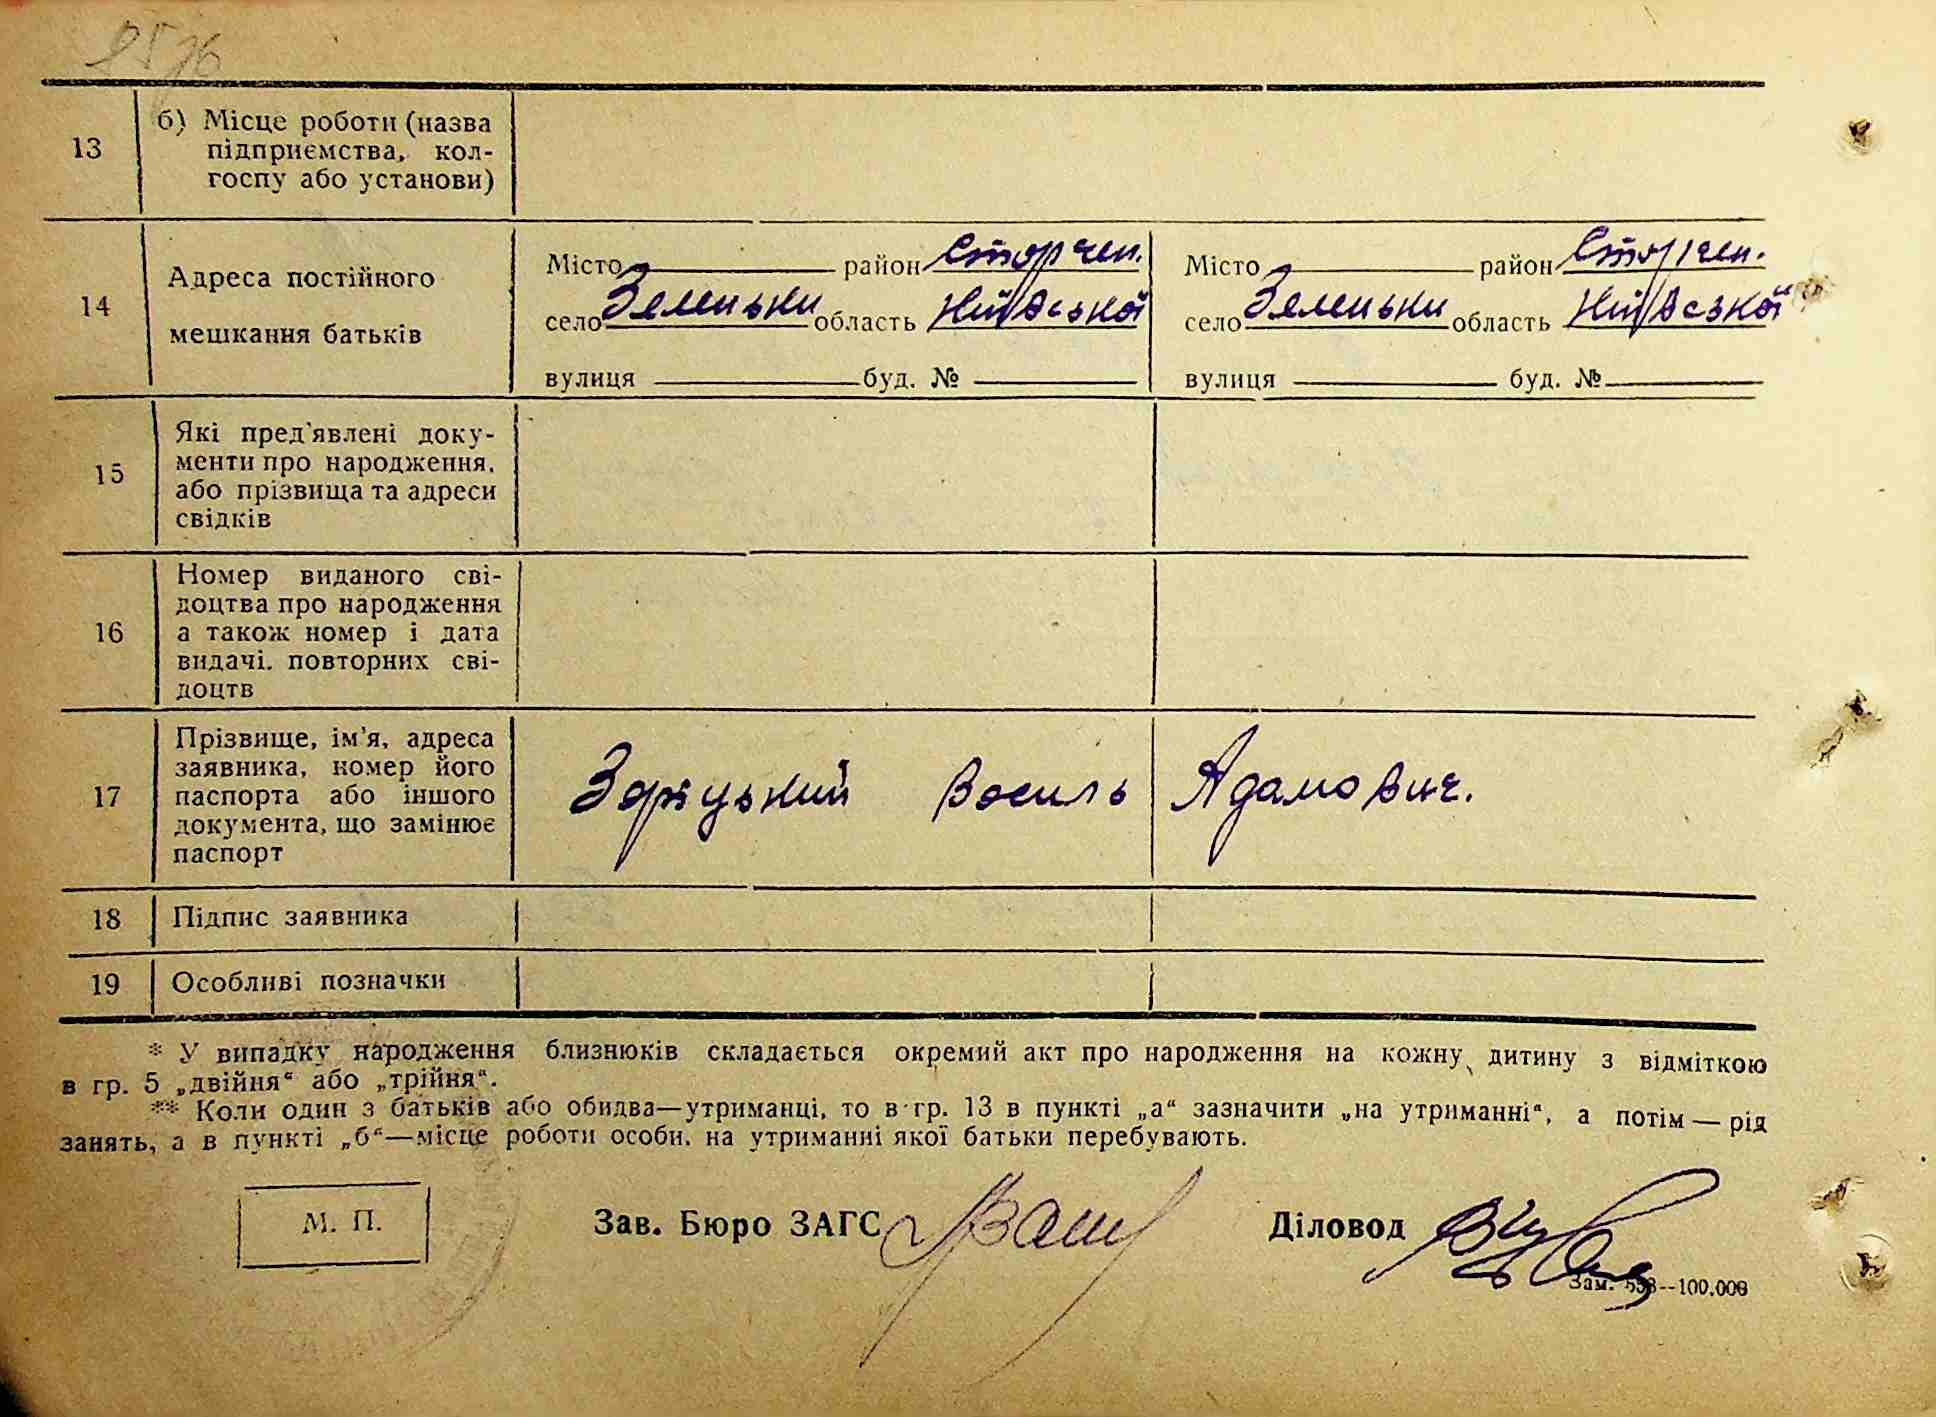 13
б) Місце роботи (назва
підприємства, кол-
госпу або установи)
14
Адреса постійного
мешкання батьків
Місто район Сторчен.
село Зеленьки область Київської
вулиця буд. №
Місто район Сторчен.
село Зеленьки область Київської
вулиця буд. №
15
Які пред'явлені доку-
менти про народження,
або прізвища та адреси
свідків
16
Номер виданого сві-
доцтва про народження
а також номер і дата
видачі. повторних сві-
доцтв
17
Прізвище, ім'я, адреса
заявника, номер його
паспорта або іншого
документа, що замінює
паспорт
Заріцький Василь Адамович.
18
Підпис заявника
19
Особливі позначки
* У випадку народження близнюків складається окремий акт про народження на кожну дитину з відміткою
в гр. 5 „двійня“ або „трійня“.
** Коли один з батьків або обидва—утриманці, то в гр. 13 в пункті „а“ зазначити „на утриманні“, а потім — рід
занять, а в пункті „б“—місце роботи особи, на утриманні якої батьки перебувають.
М. П.
Зав. Бюро ЗАГС
Діловод
Зам. 558--100.000